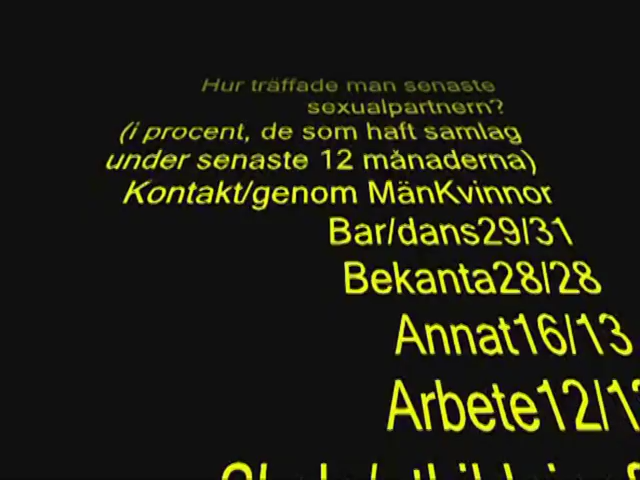 Hur träffade man senaste
sexualpartnern?
(i procent, de som haft samlag
under senaste 12 månaderna)
Kontakt/genom MänKvinnor
Bar/dans29/31
Bekanta28/28
Annat16/13